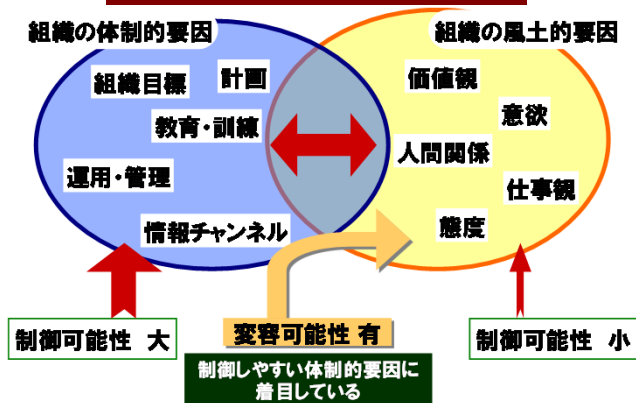 組織の体制的要因
組織の風土的要因
組織目標
計画
教育・訓練
運用・管理
情報チャンネル
価値観
意欲
人間関係
仕事観
態度
制御可能性 大
変容可能性 有
制御可能性 小
制御しやすい体制的要因に
着目している